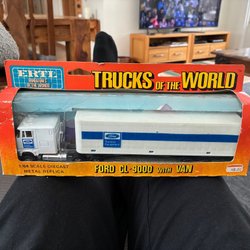 ERTL
TRUCKS OF THE WORLD
FORD CL-9000 WITH VAN
1/64 SCALE DIECAST
METAL REPLICA